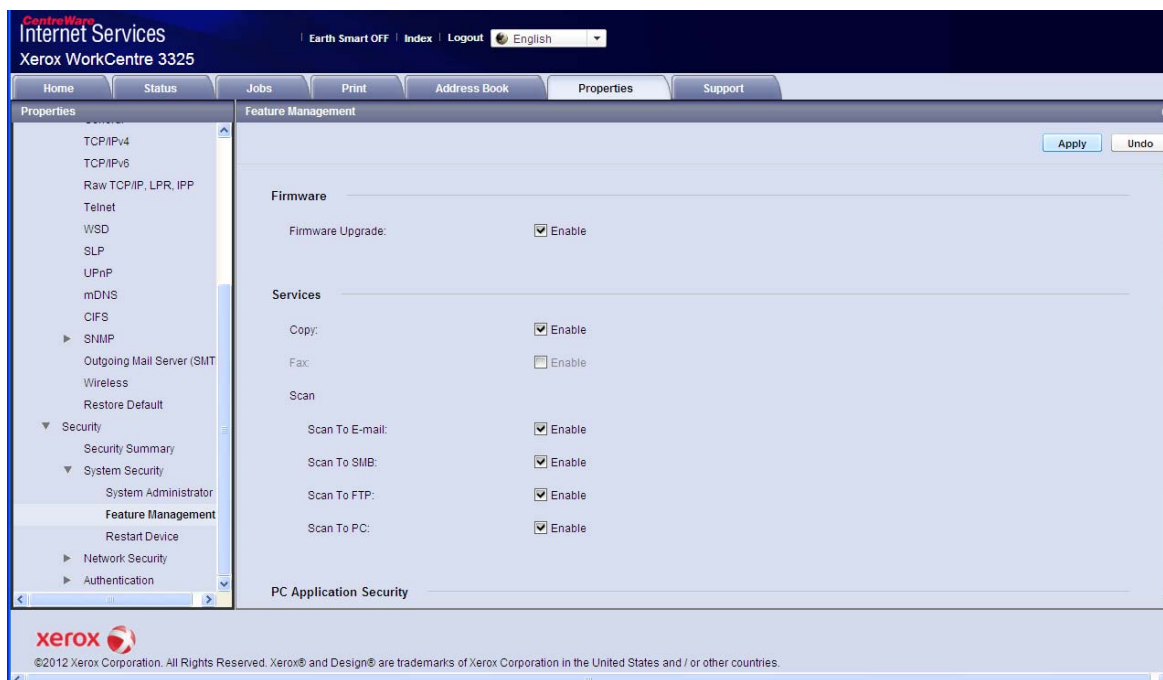 CentreWare
Internet Services
Xerox WorkCentre 3325
Earth Smart OFF | Index | Logout English
Home Status Jobs Print Address Book Properties Support
Properties
Feature Management
General
TCP/IPv4
TCP/IPv6
Raw TCP/IP, LPR, IPP
Telnet
WSD
SLP
UPnP
mDNS
CIFS
SNMP
Outgoing Mail Server (SMT
Wireless
Restore Default
Security
Security Summary
System Security
System Administrator
Feature Management
Restart Device
Network Security
Authentication
Apply Undo
Firmware
Firmware Upgrade: Enable
Services
Copy: Enable
Fax: Enable
Scan
Scan To E-mail: Enable
Scan To SMB: Enable
Scan To FTP: Enable
Scan To PC: Enable
PC Application Security
xerox
©2012 Xerox Corporation. All Rights Reserved. Xerox® and Design® are trademarks of Xerox Corporation in the United States and / or other countries.